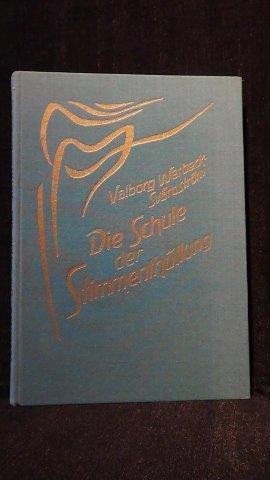 Valborg Werbeck-
Svärdström
Die Schule
der
Stimmenthüllung